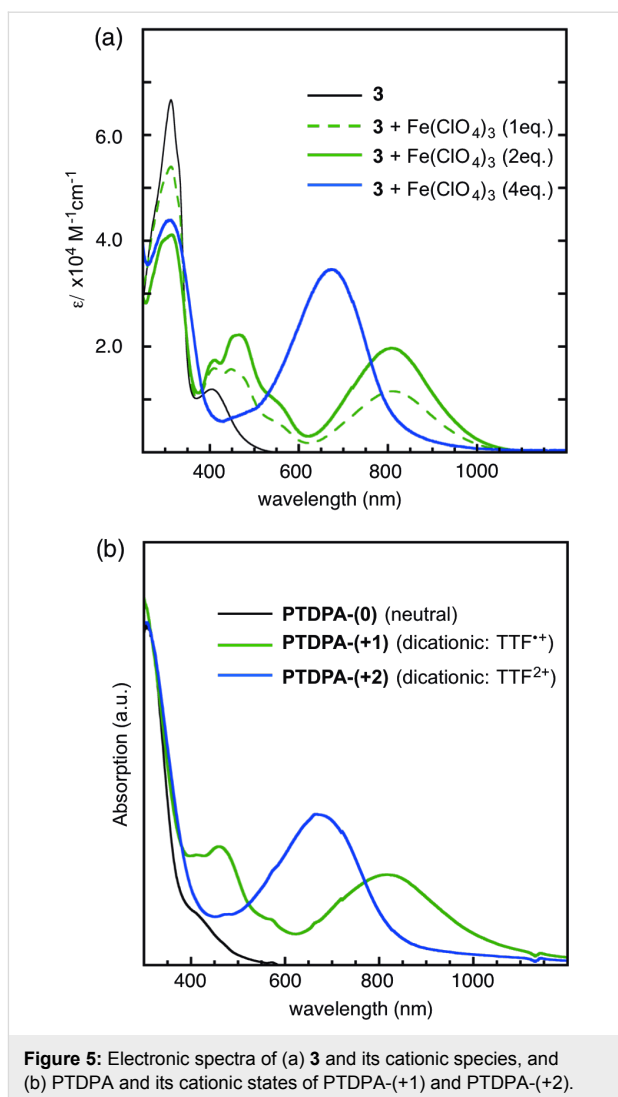 (a)
3
3 + Fe(ClO₄)₃ (1eq.)
3 + Fe(ClO₄)₃ (2eq.)
3 + Fe(ClO₄)₃ (4eq.)
6.0
4.0
2.0
ε/ x10⁴ M⁻¹cm⁻¹
400 600 800 1000
wavelength (nm)
(b)
PTDPA-(0) (neutral)
PTDPA-(+1) (dicationic: TTF•⁺)
PTDPA-(+2) (dicationic: TTF²⁺)
Absorption (a.u.)
400 600 800 1000
wavelength (nm)
Figure 5: Electronic spectra of (a) 3 and its cationic species, and
(b) PTDPA and its cationic states of PTDPA-(+1) and PTDPA-(+2).